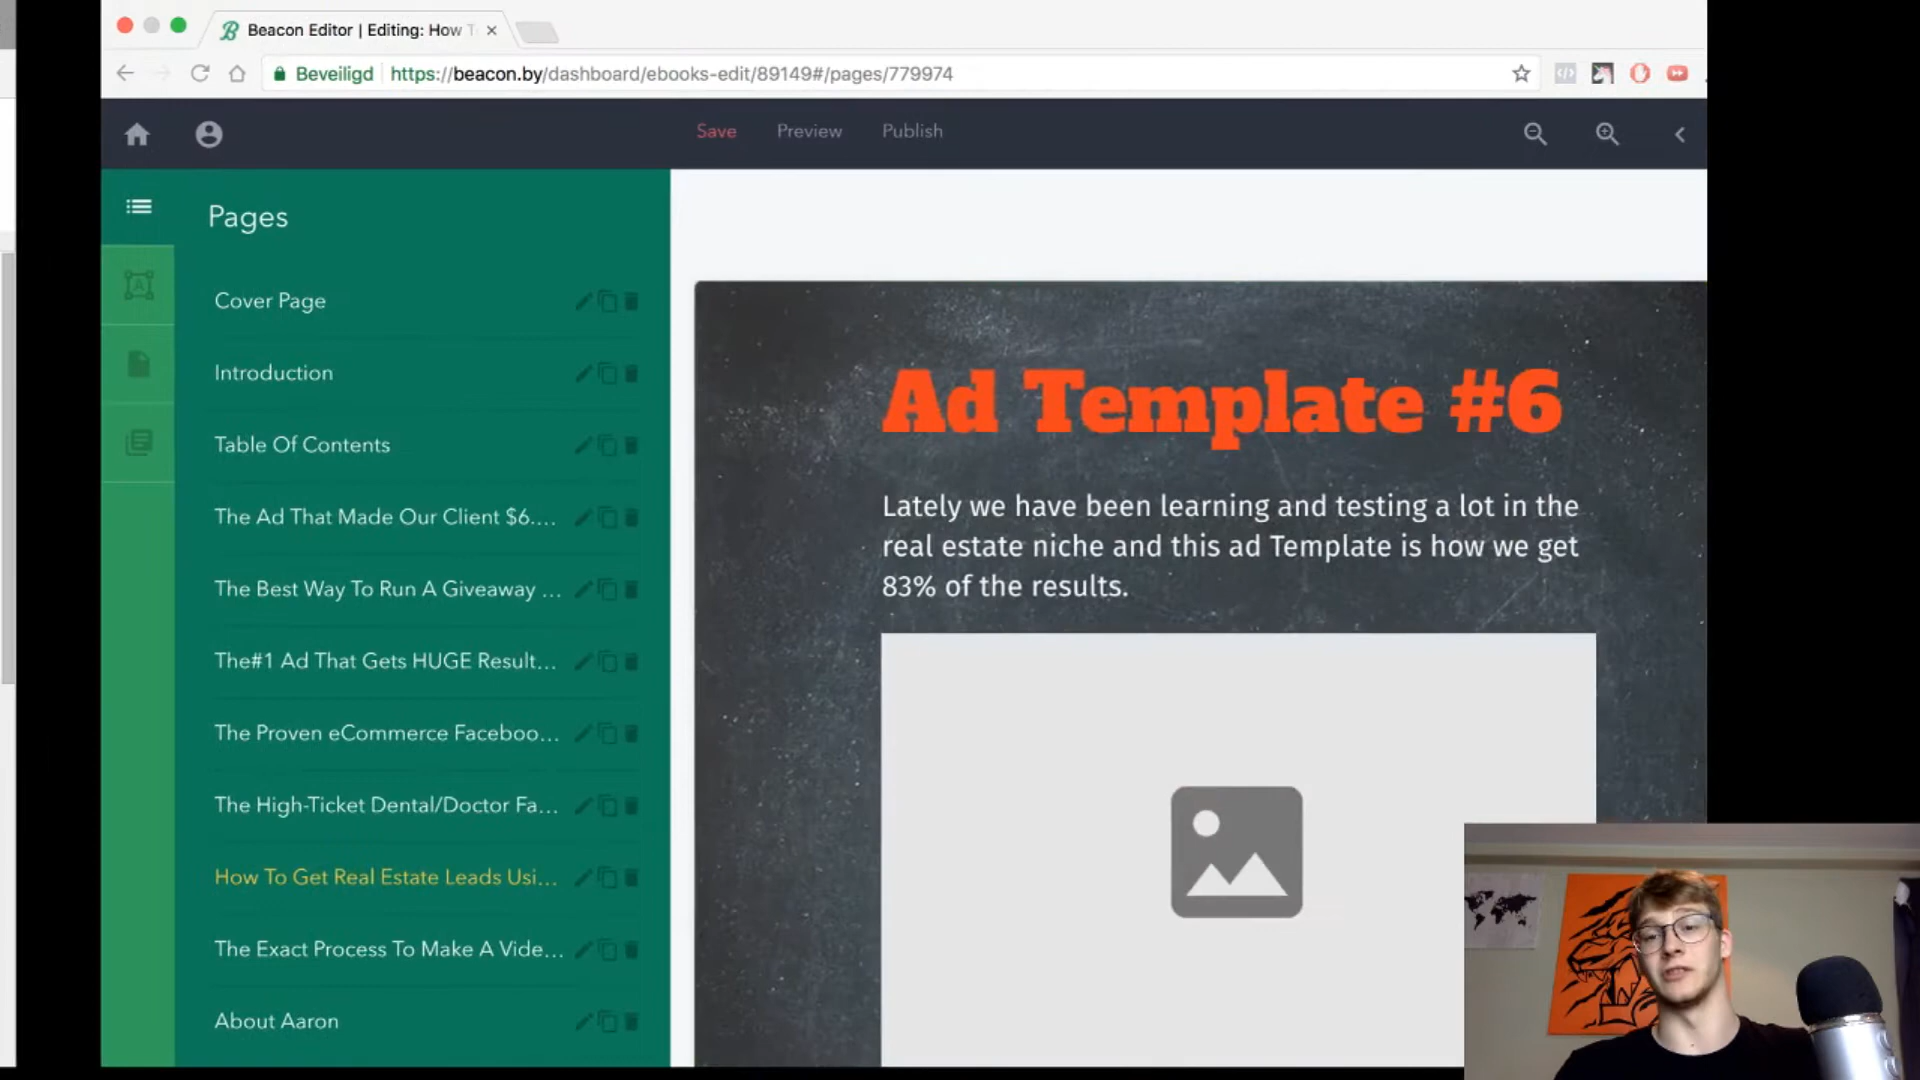 Beacon Editor | Editing: How T
Beveiligd https://beacon.by/dashboard/ebooks-edit/89149#/pages/779974
Save Preview Publish
Pages
Cover Page
Introduction
Table Of Contents
The Ad That Made Our Client $6....
The Best Way To Run A Giveaway ...
The#1 Ad That Gets HUGE Result...
The Proven eCommerce Faceboo...
The High-Ticket Dental/Doctor Fa...
How To Get Real Estate Leads Usi...
The Exact Process To Make A Vide...
About Aaron
Ad Template #6
Lately we have been learning and testing a lot in the
real estate niche and this ad Template is how we get
83% of the results.